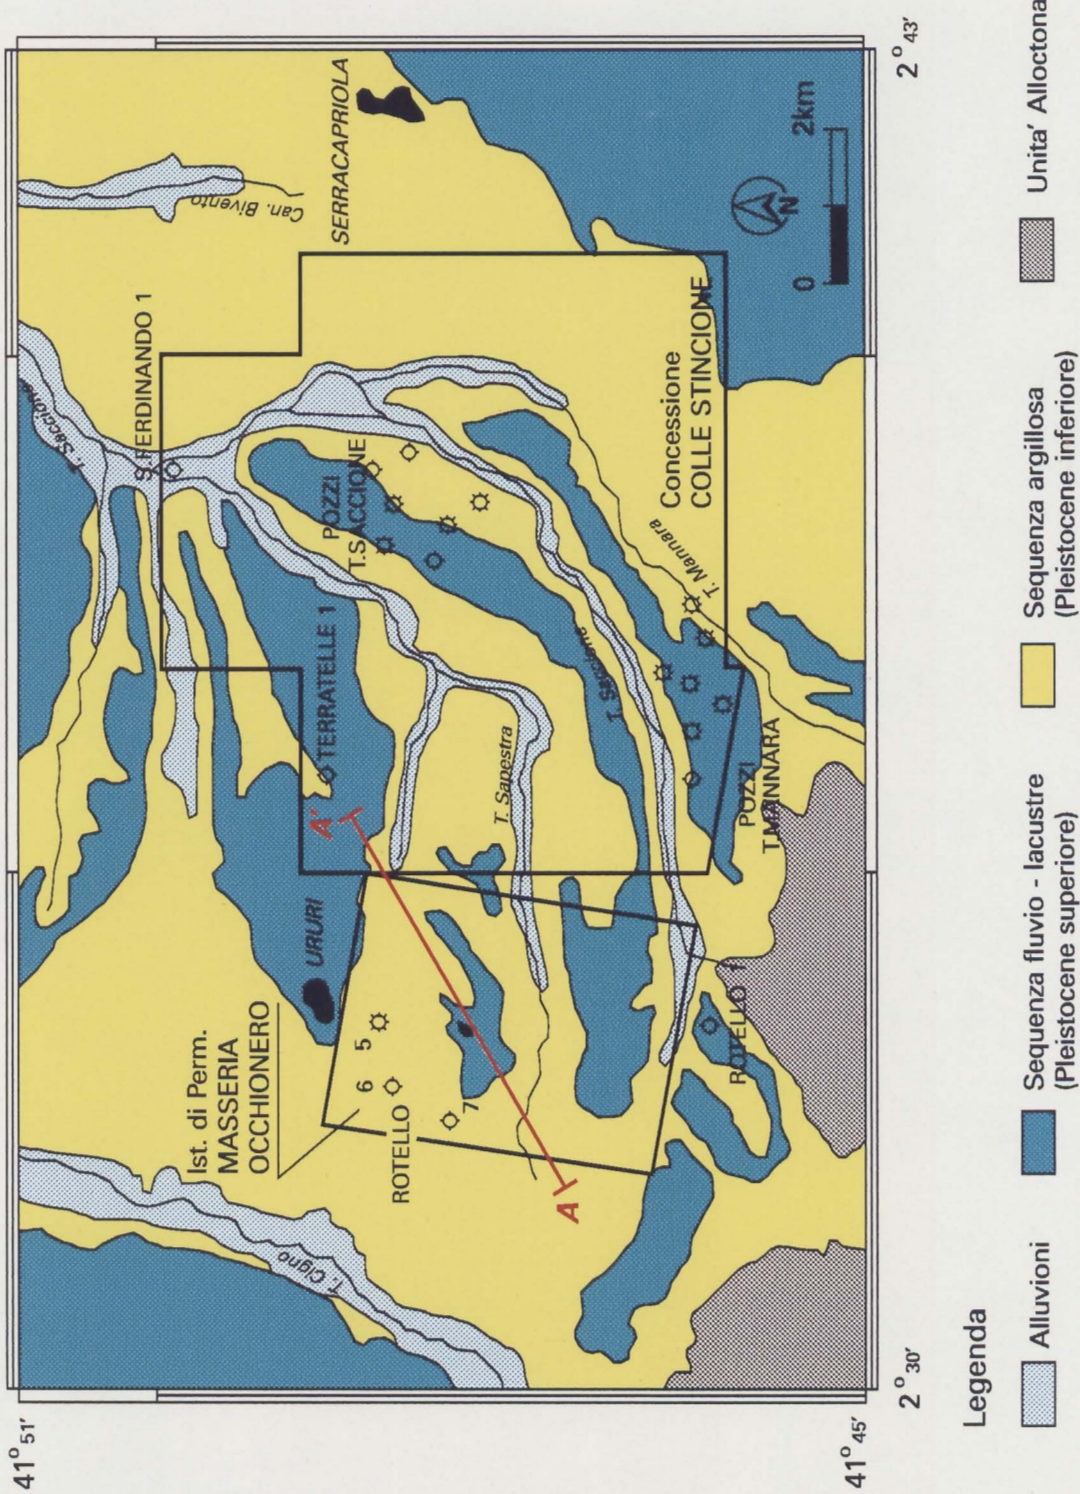 41° 51'
41° 45'
2° 30'
2° 43'
T. Saccione
S. FERDINANDO 1
Can. Bivento
SERRACAPRIOLA
Ist. di Perm.
MASSERIA
OCCHIONERO
URURI
A'
TERRATELLE 1
POZZI
T.SACCIONE
T. Cigno
ROTELLO
5
6
7
A
T. Sapestra
T. Saccione
T. Mannara
Concessione
COLLE STINCIONE
ROTELLO 1
POZZI
T.MANNARA
N
0
2km
Legenda
Alluvioni
Sequenza fluvio - lacustre
(Pleistocene superiore)
Sequenza argillosa
(Pleistocene inferiore)
Unita' Alloctona